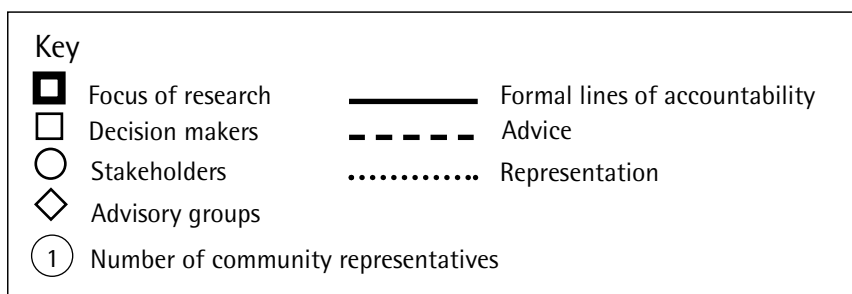 Key
Focus of research
Formal lines of accountability
Decision makers
Advice
Stakeholders
Representation
Advisory groups
1 Number of community representatives